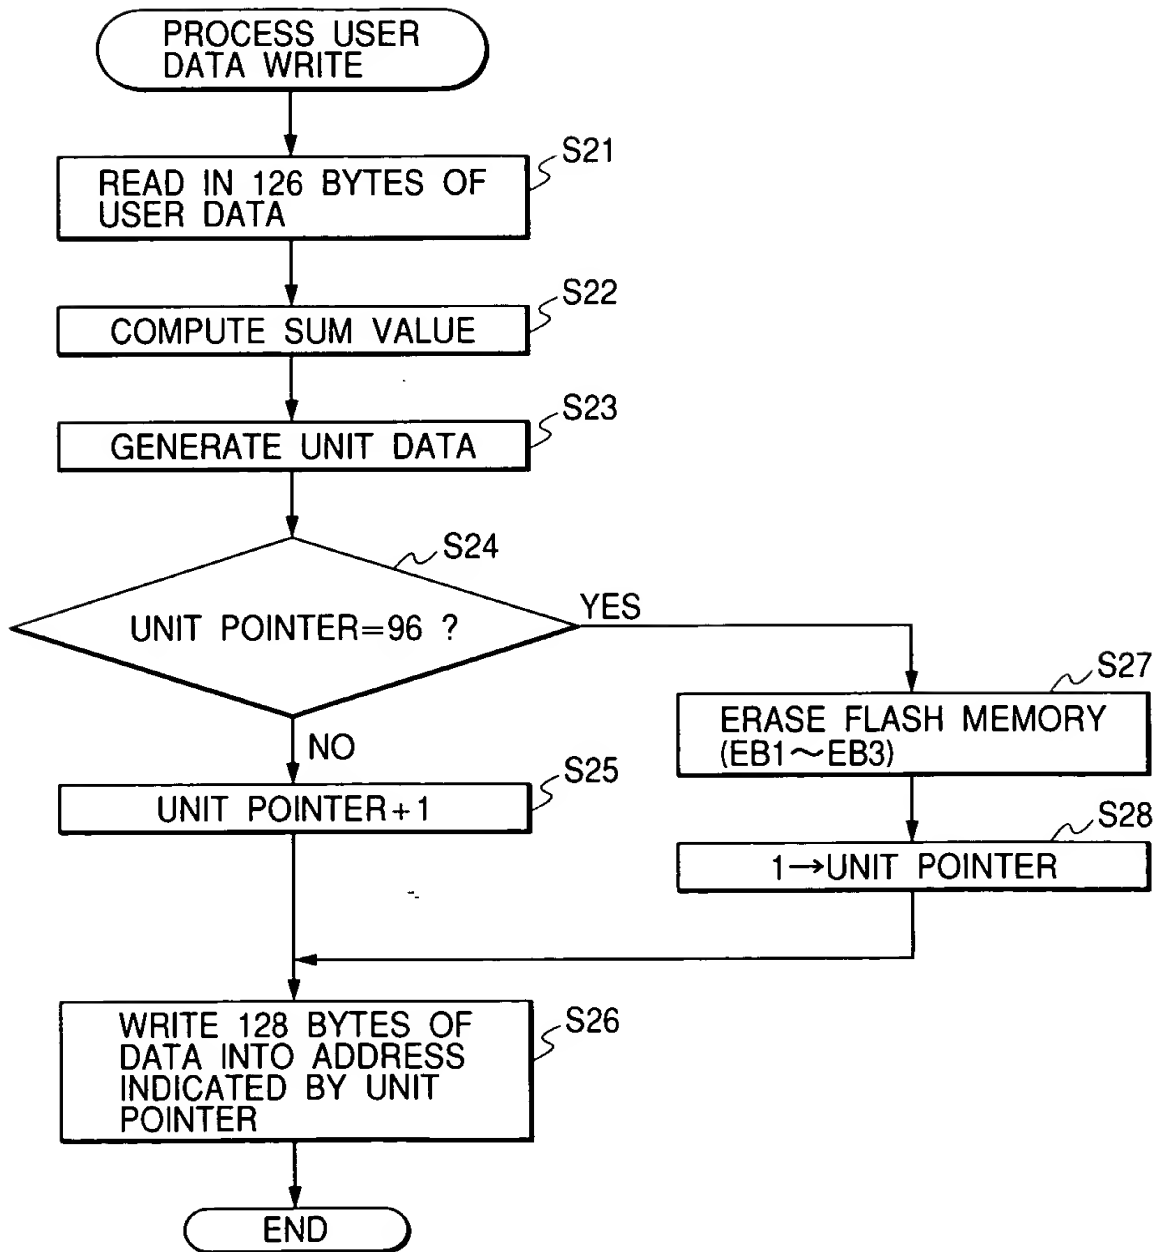 PROCESS USER
DATA WRITE
S21
READ IN 126 BYTES OF
USER DATA
S22
COMPUTE SUM VALUE
S23
GENERATE UNIT DATA
S24
UNIT POINTER=96 ?
YES
S27
ERASE FLASH MEMORY
(EB1～EB3)
NO
S25
UNIT POINTER+1
S28
1→UNIT POINTER
S26
WRITE 128 BYTES OF
DATA INTO ADDRESS
INDICATED BY UNIT
POINTER
END